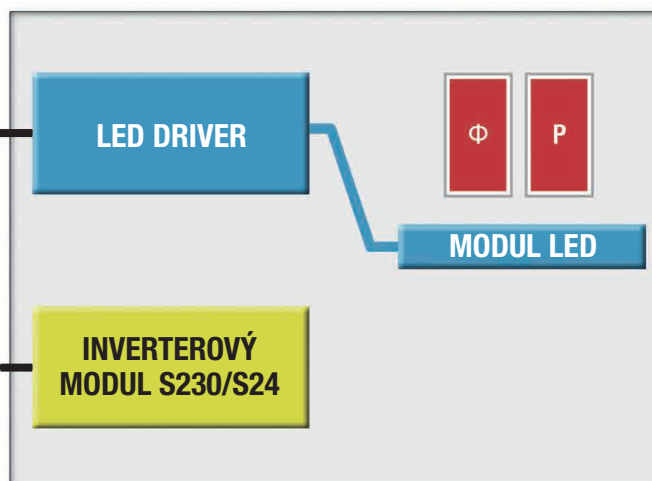 LED DRIVER
Φ
P
MODUL LED
INVERTEROVÝ
MODUL S230/S24